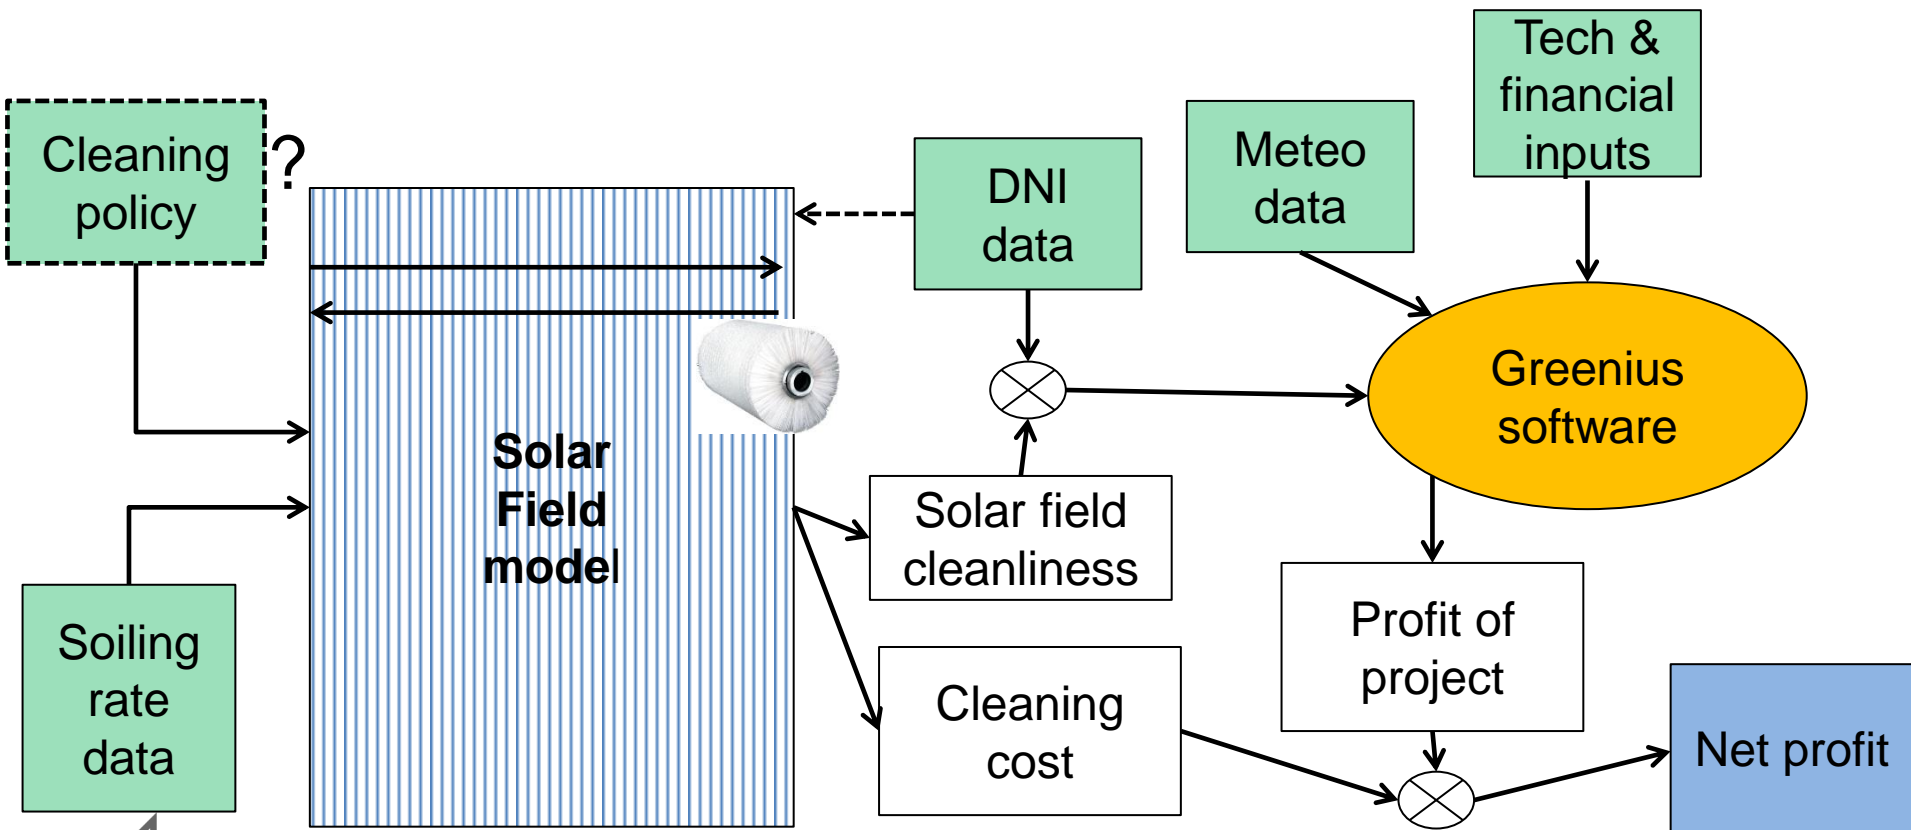 Cleaning
policy
?
Soiling
rate
data
Solar
Field
model
DNI
data
Meteo
data
Tech &
financial
inputs
Greenius
software
Solar field
cleanliness
Cleaning
cost
Profit of
project
Net profit